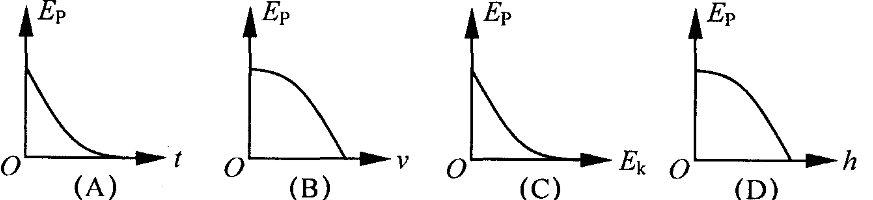 E_P E_P E_P E_P
O t O v O E_k O h
(A) (B) (C) (D)